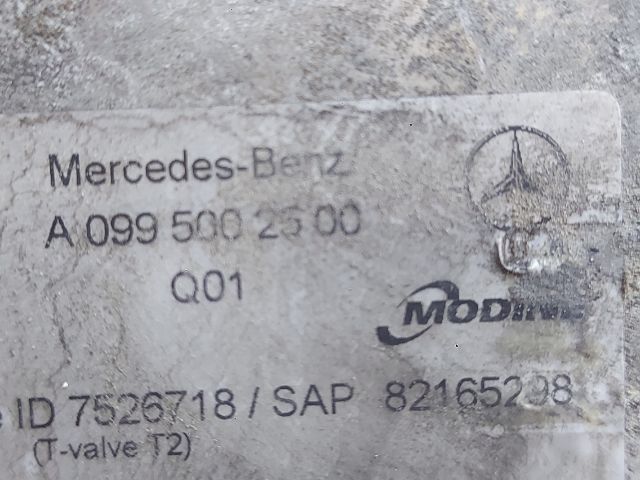 Mercedes-Benz
A 099 500 25 00
Q01
MODINE
ID 7526718 / SAP 82165298
(T-valve T2)